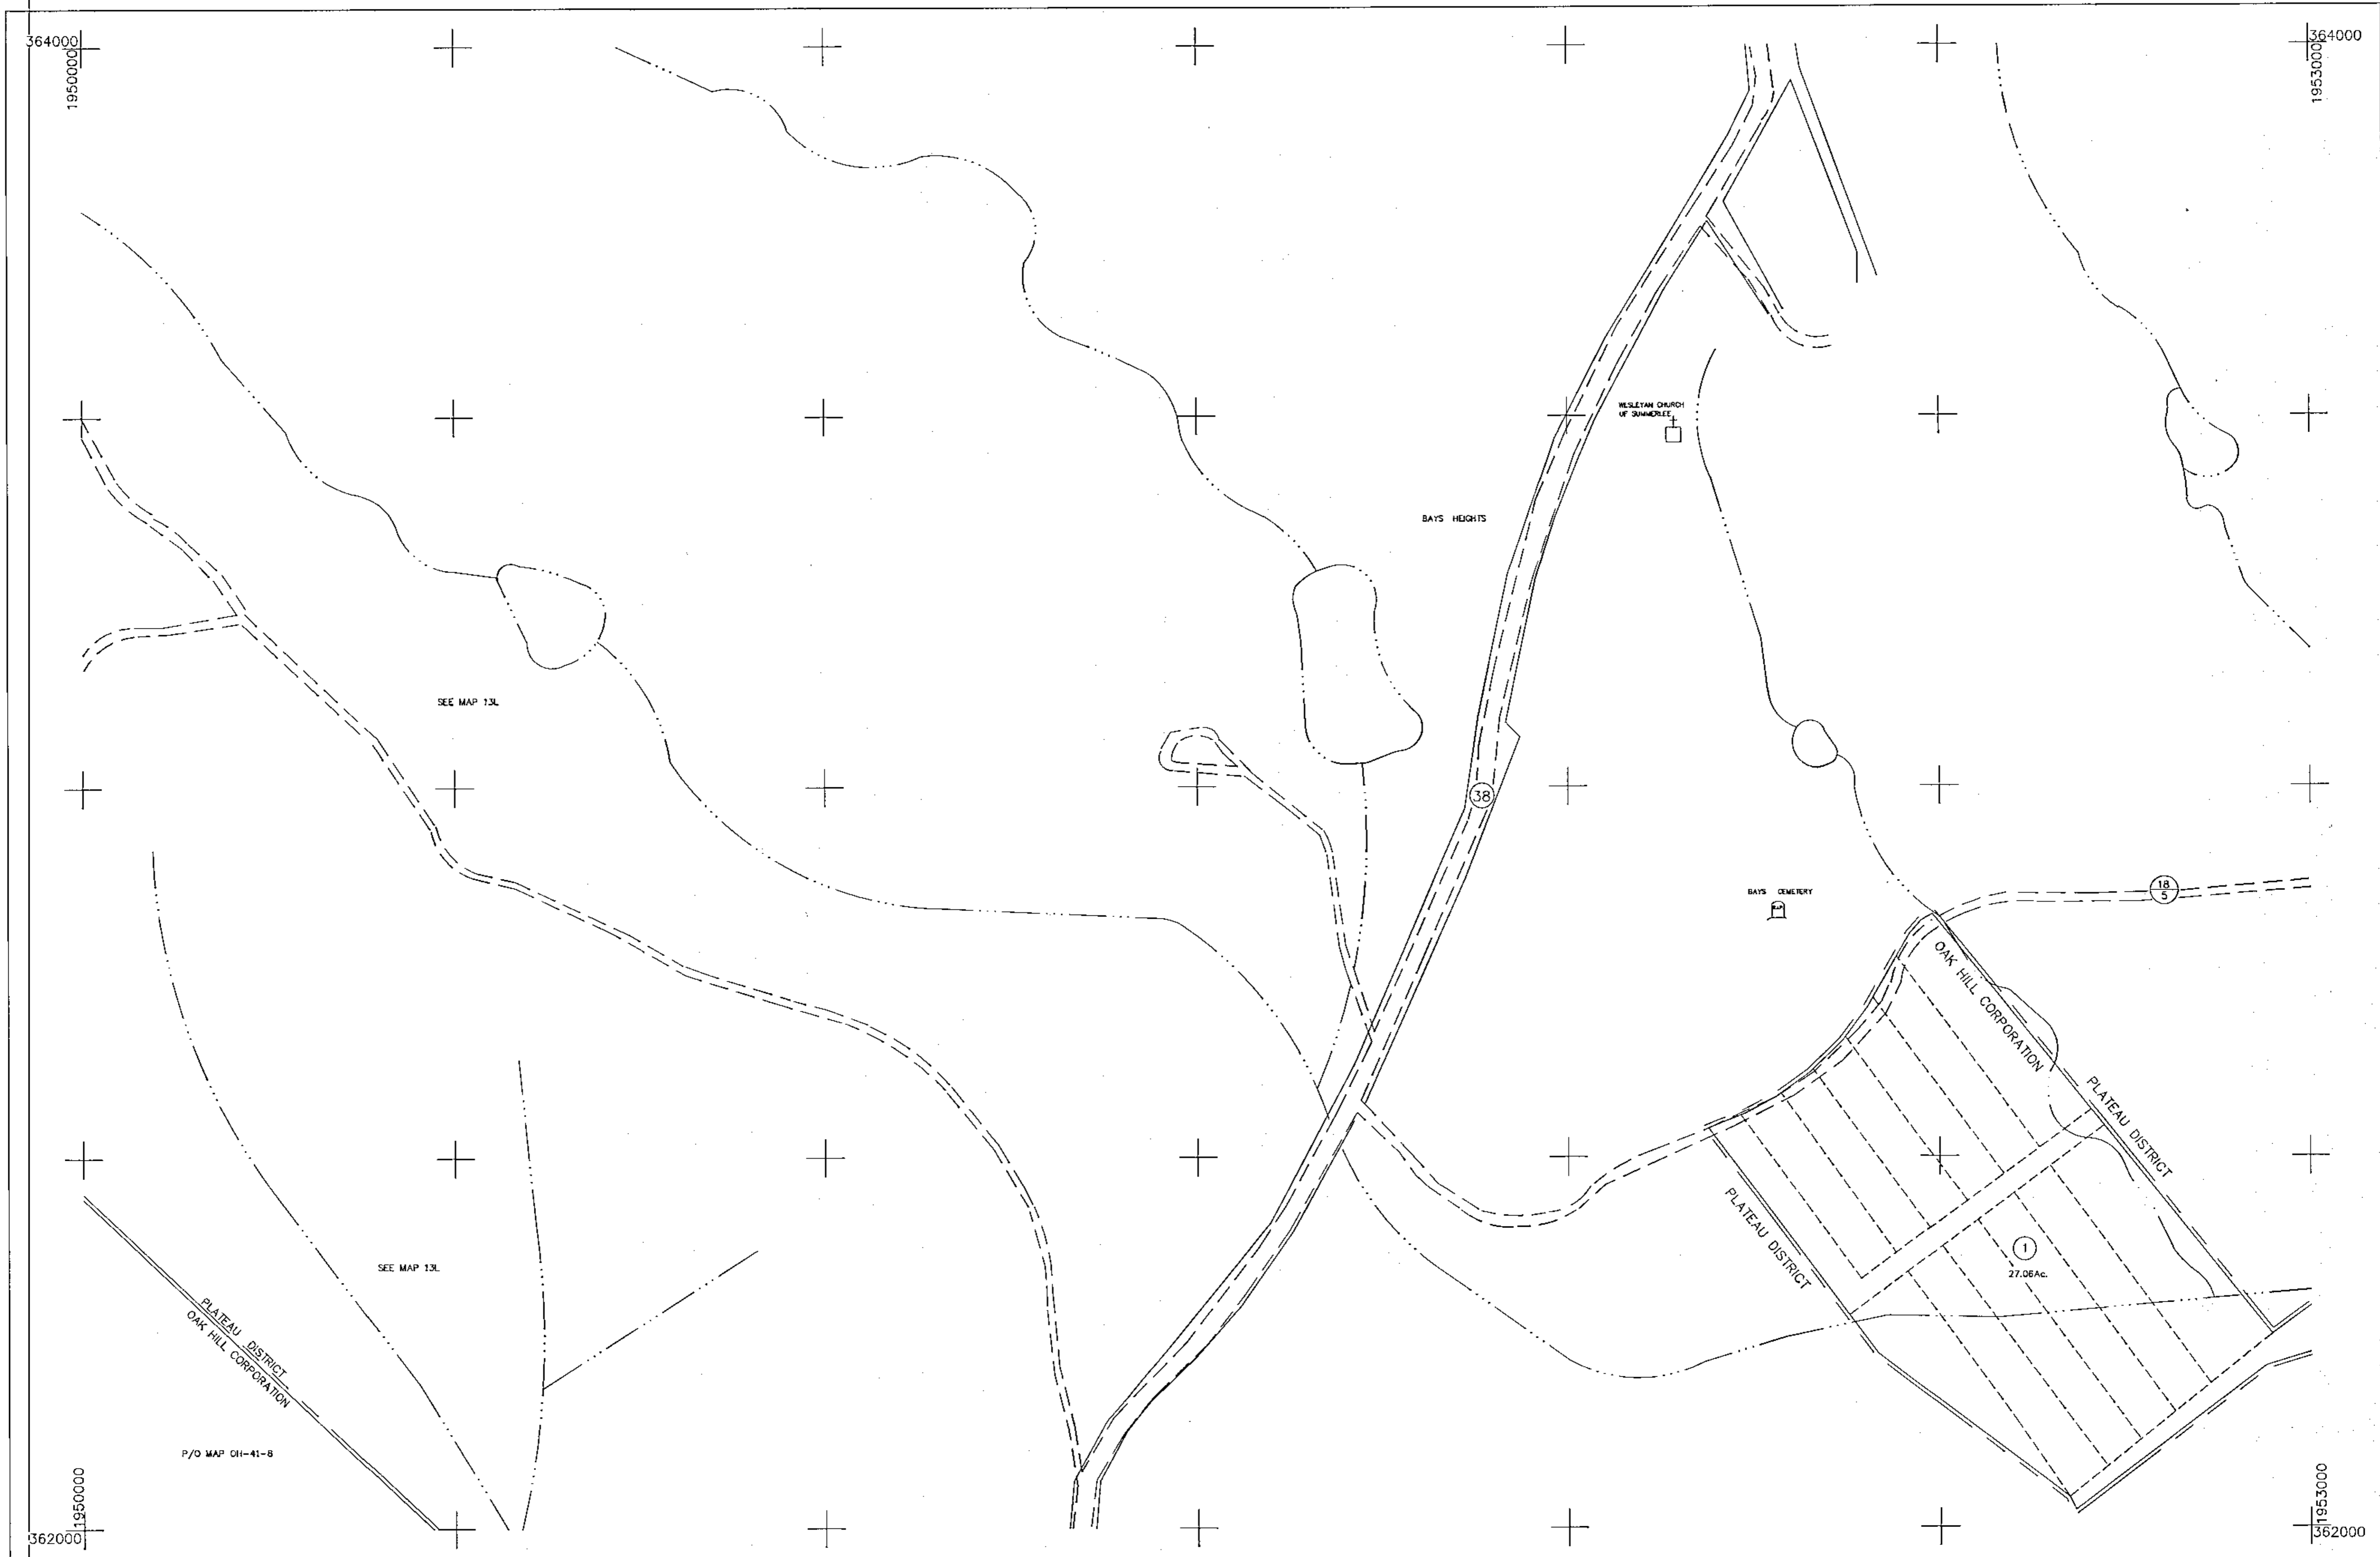 364000
1950000
364000
1953000
WESLEYAN CHURCH
OF SUMMERLEE
BAYS HEIGHTS
SEE MAP 13L
38
BAYS CEMETERY
18
5
OAK HILL CORPORATION
PLATEAU DISTRICT
PLATEAU DISTRICT
1
27.06Ac.
SEE MAP 13L
PLATEAU DISTRICT
OAK HILL CORPORATION
P/O MAP OH-41-8
1950000
362000
1953000
362000